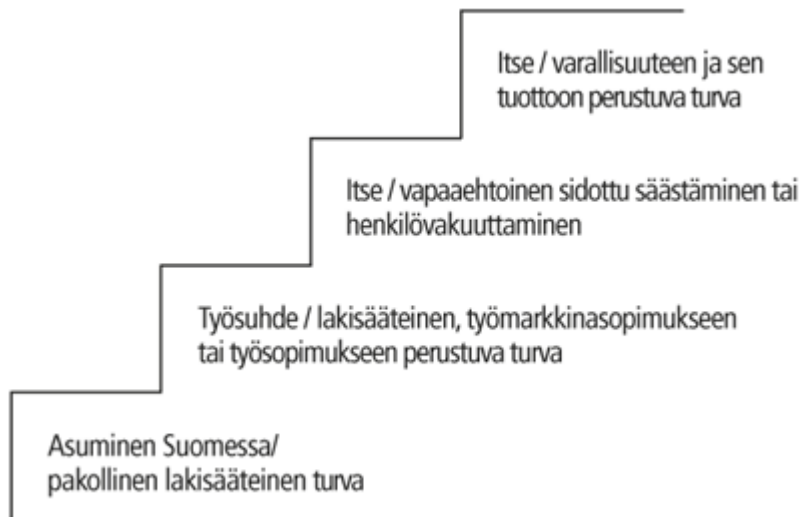 Itse / varallisuuteen ja sen
tuottoon perustuva turva
Itse / vapaaehtoinen sidottu säästäminen tai
henkilövakuuttaminen
Työsuhde / lakisääteinen, työmarkkinasopimukseen
tai työsopimukseen perustuva turva
Asuminen Suomessa/
pakollinen lakisääteinen turva